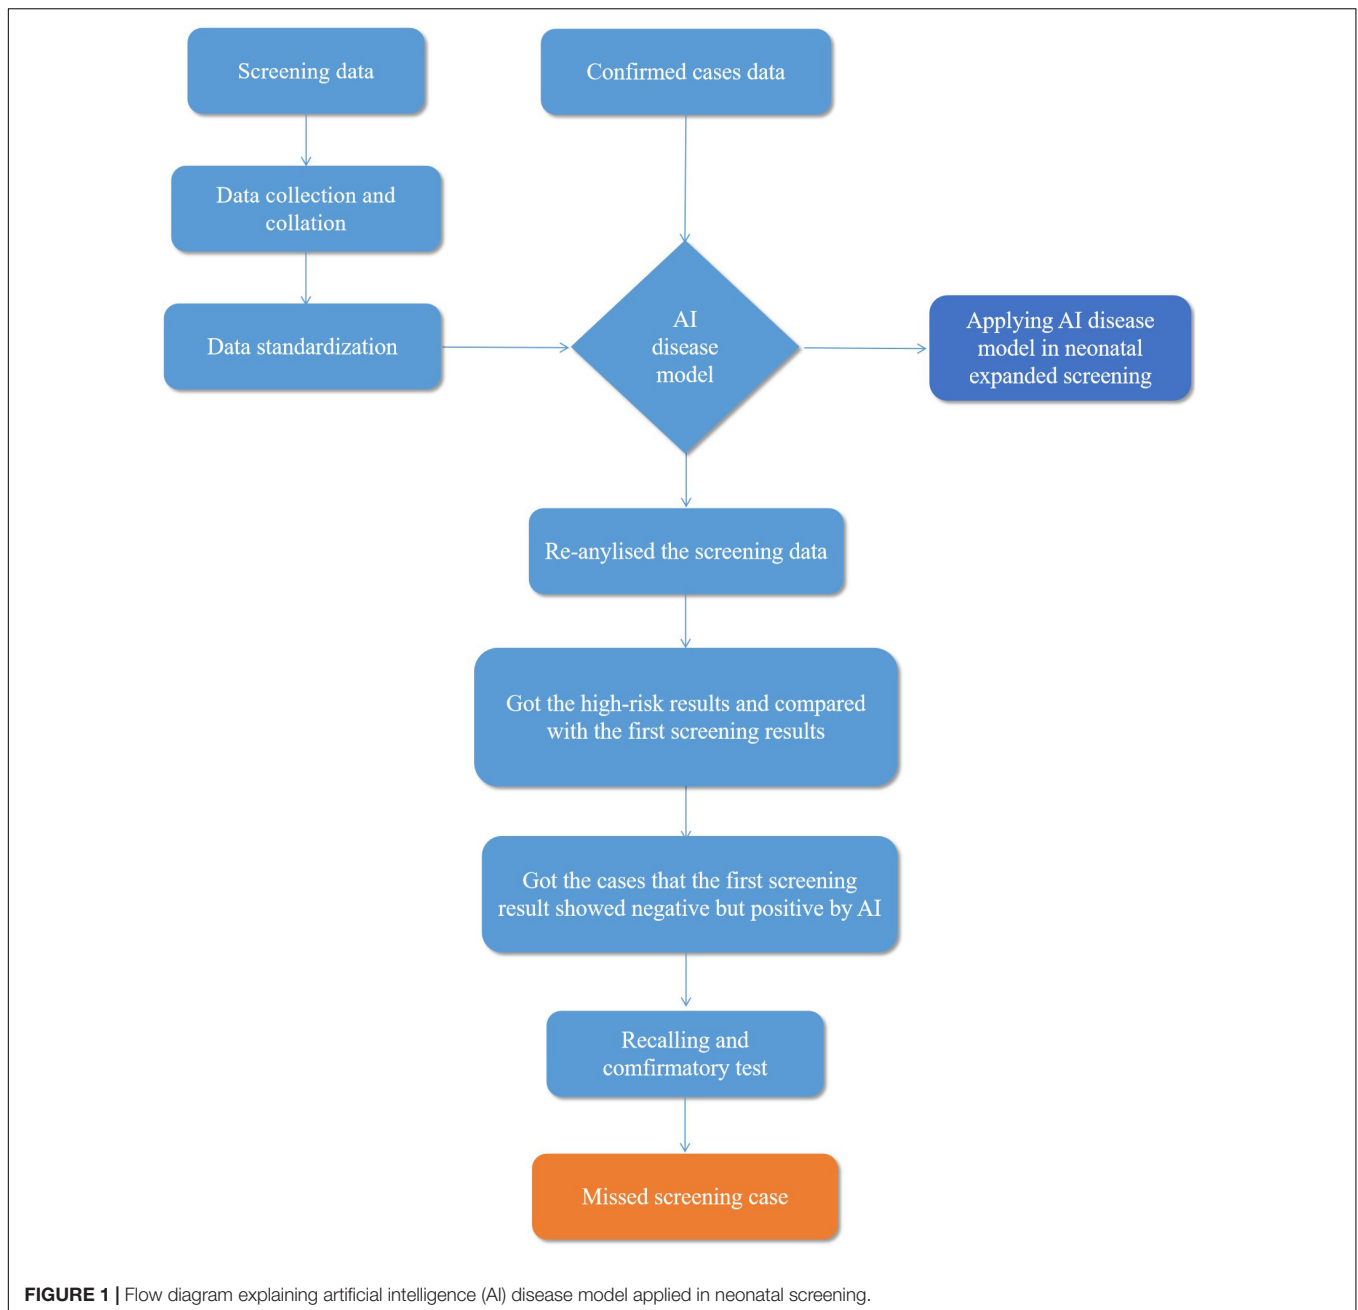 Screening data
Confirmed cases data
Data collection and
collation
Data standardization
AI
disease
model
Applying AI disease
model in neonatal
expanded screening
Re-anylised the screening data
Got the high-risk results and compared
with the first screening results
Got the cases that the first screening
result showed negative but positive by AI
Recalling and
comfirmatory test
Missed screening case
FIGURE 1 | Flow diagram explaining artificial intelligence (AI) disease model applied in neonatal screening.